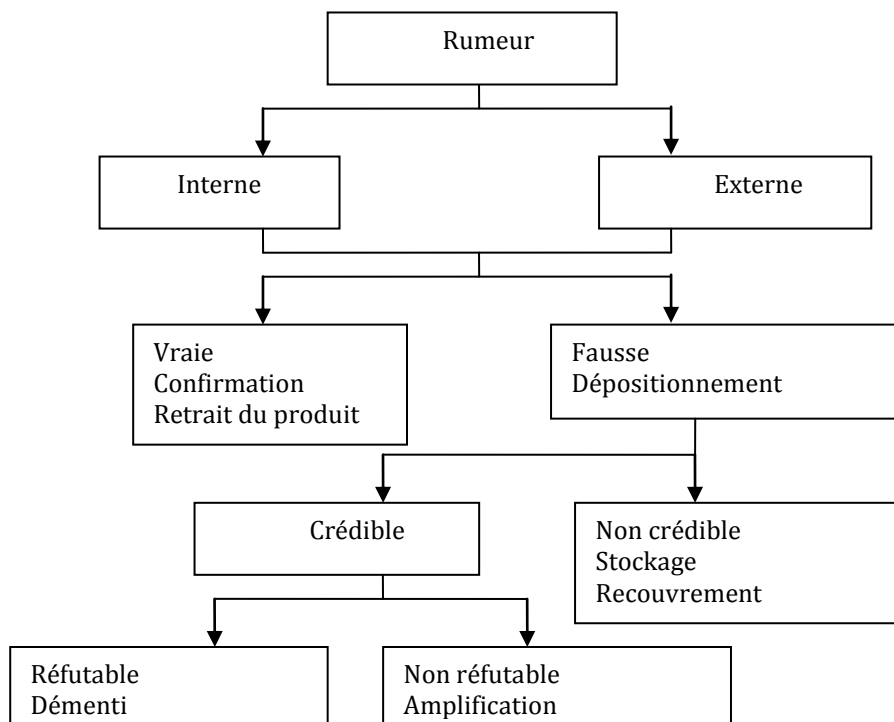 Rumeur
Interne
Externe
Vraie
Confirmation
Retrait du produit
Fausse
Dépositionnement
Crédible
Non crédible
Stockage
Recouvrement
Réfutable
Démenti
Non réfutable
Amplification